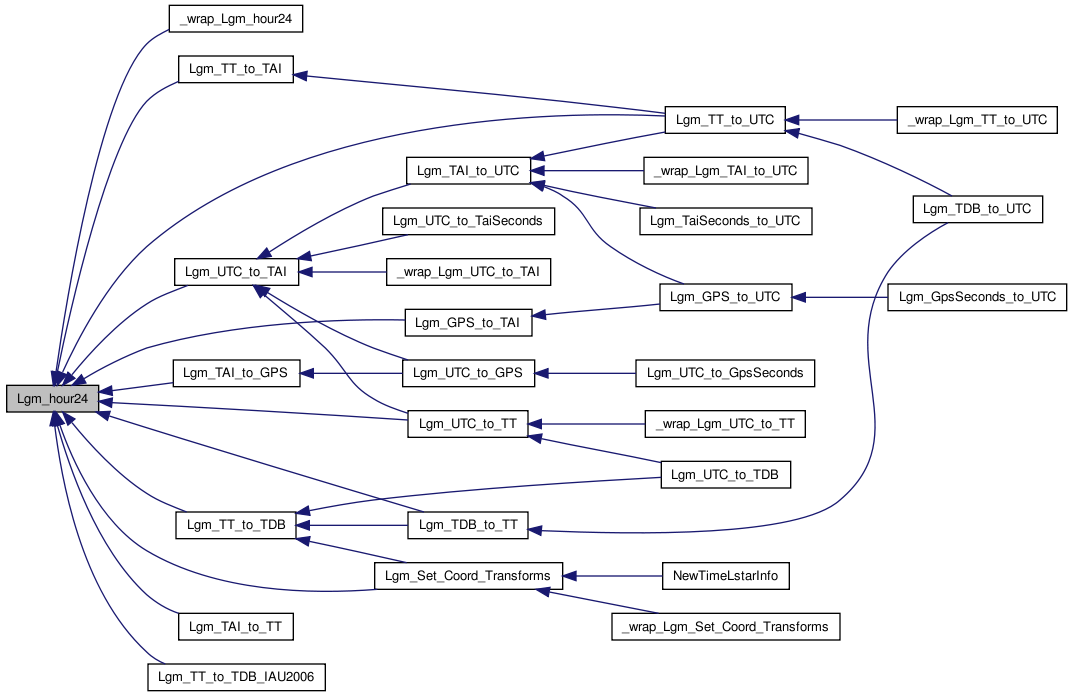 _wrap_Lgm_hour24
Lgm_TT_to_TAI
Lgm_TT_to_UTC
_wrap_Lgm_TT_to_UTC
Lgm_TAI_to_UTC
_wrap_Lgm_TAI_to_UTC
Lgm_TDB_to_UTC
Lgm_UTC_to_TaiSeconds
Lgm_TaiSeconds_to_UTC
Lgm_UTC_to_TAI
_wrap_Lgm_UTC_to_TAI
Lgm_GPS_to_UTC
Lgm_GpsSeconds_to_UTC
Lgm_GPS_to_TAI
Lgm_TAI_to_GPS
Lgm_UTC_to_GPS
Lgm_UTC_to_GpsSeconds
Lgm_hour24
Lgm_UTC_to_TT
_wrap_Lgm_UTC_to_TT
Lgm_UTC_to_TDB
Lgm_TT_to_TDB
Lgm_TDB_to_TT
Lgm_Set_Coord_Transforms
NewTimeLstarInfo
Lgm_TAI_to_TT
_wrap_Lgm_Set_Coord_Transforms
Lgm_TT_to_TDB_IAU2006